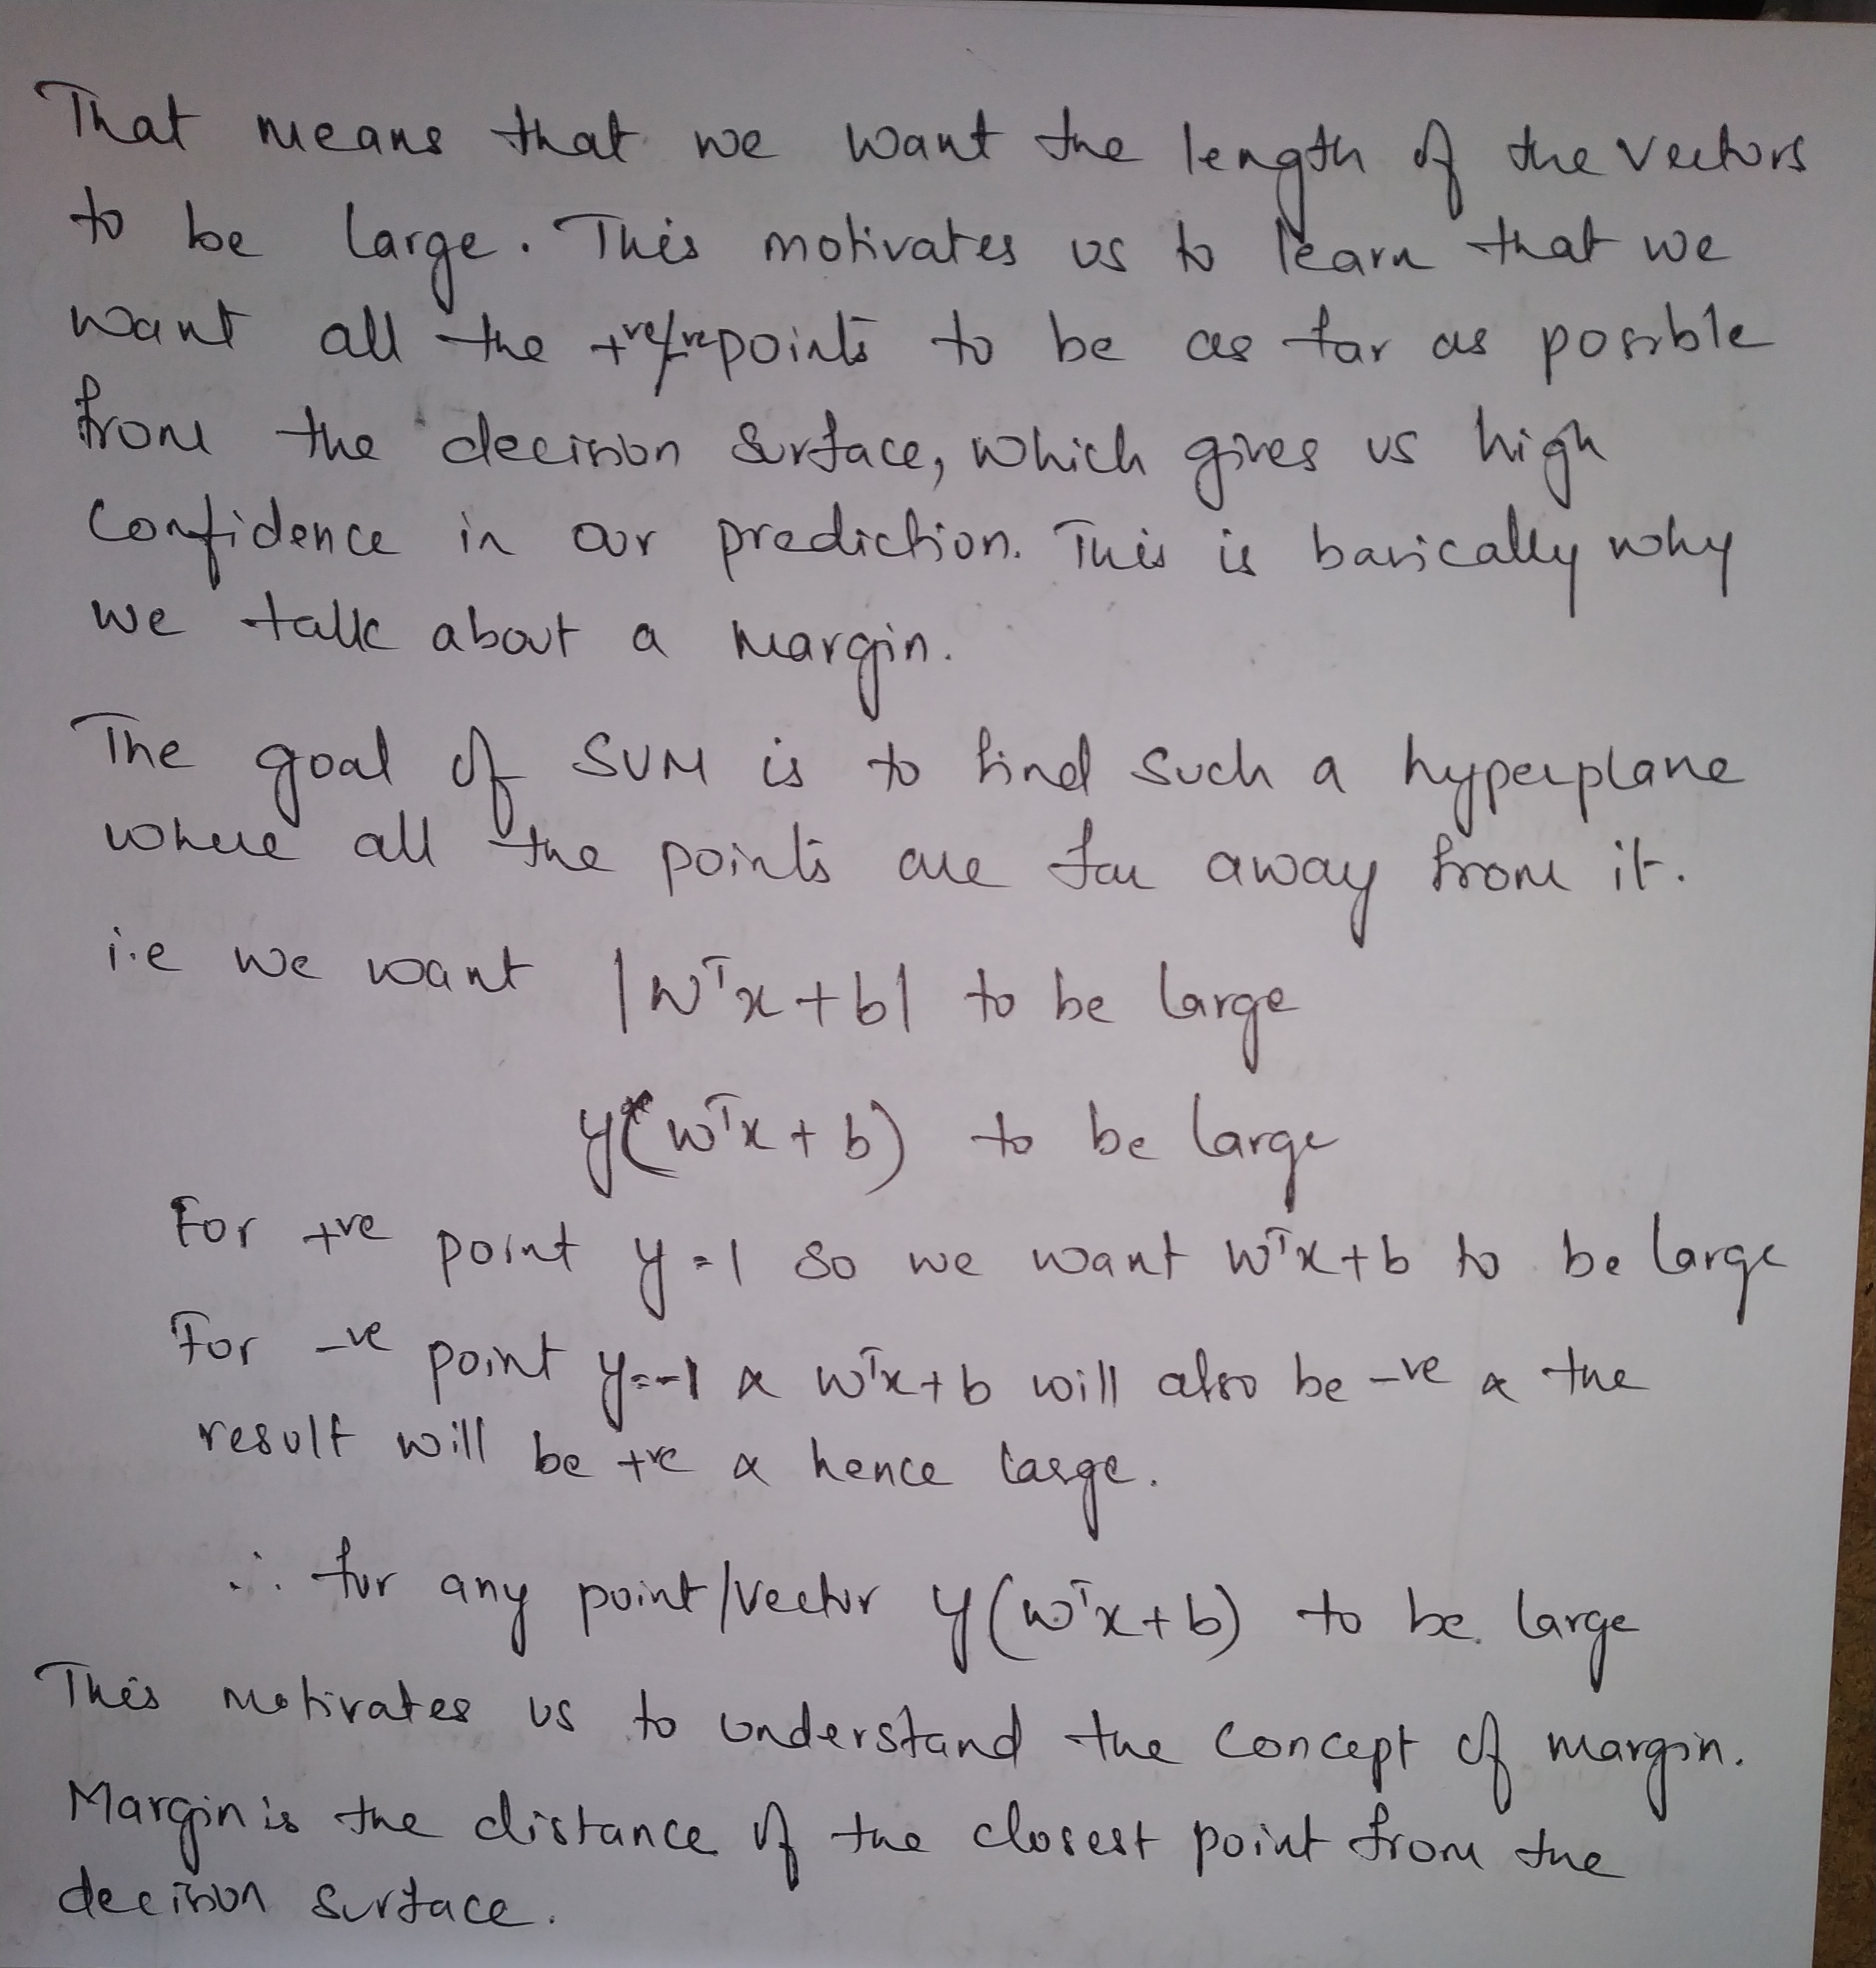 That means that we want the length of the vectors
to be large. This motivates us to learn that we
want all the +ve/-ve points to be as far as possible
from the decision surface, which gives us high
confidence in our prediction. This is basically why
we talk about a margin.
The goal of SVM is to find such a hyperplane
where all the points are far away from it.
i.e we want |wᵀx+b| to be large
y(wᵀx+b) to be large
For +ve point y=1 so we want wᵀx+b to be large
For -ve point y=-1 & wᵀx+b will also be -ve & the
result will be +ve & hence large.
∴ for any point/vector y(wᵀx+b) to be large
This motivates us to understand the concept of margin.
Margin is the distance of the closest point from the
decision surface.